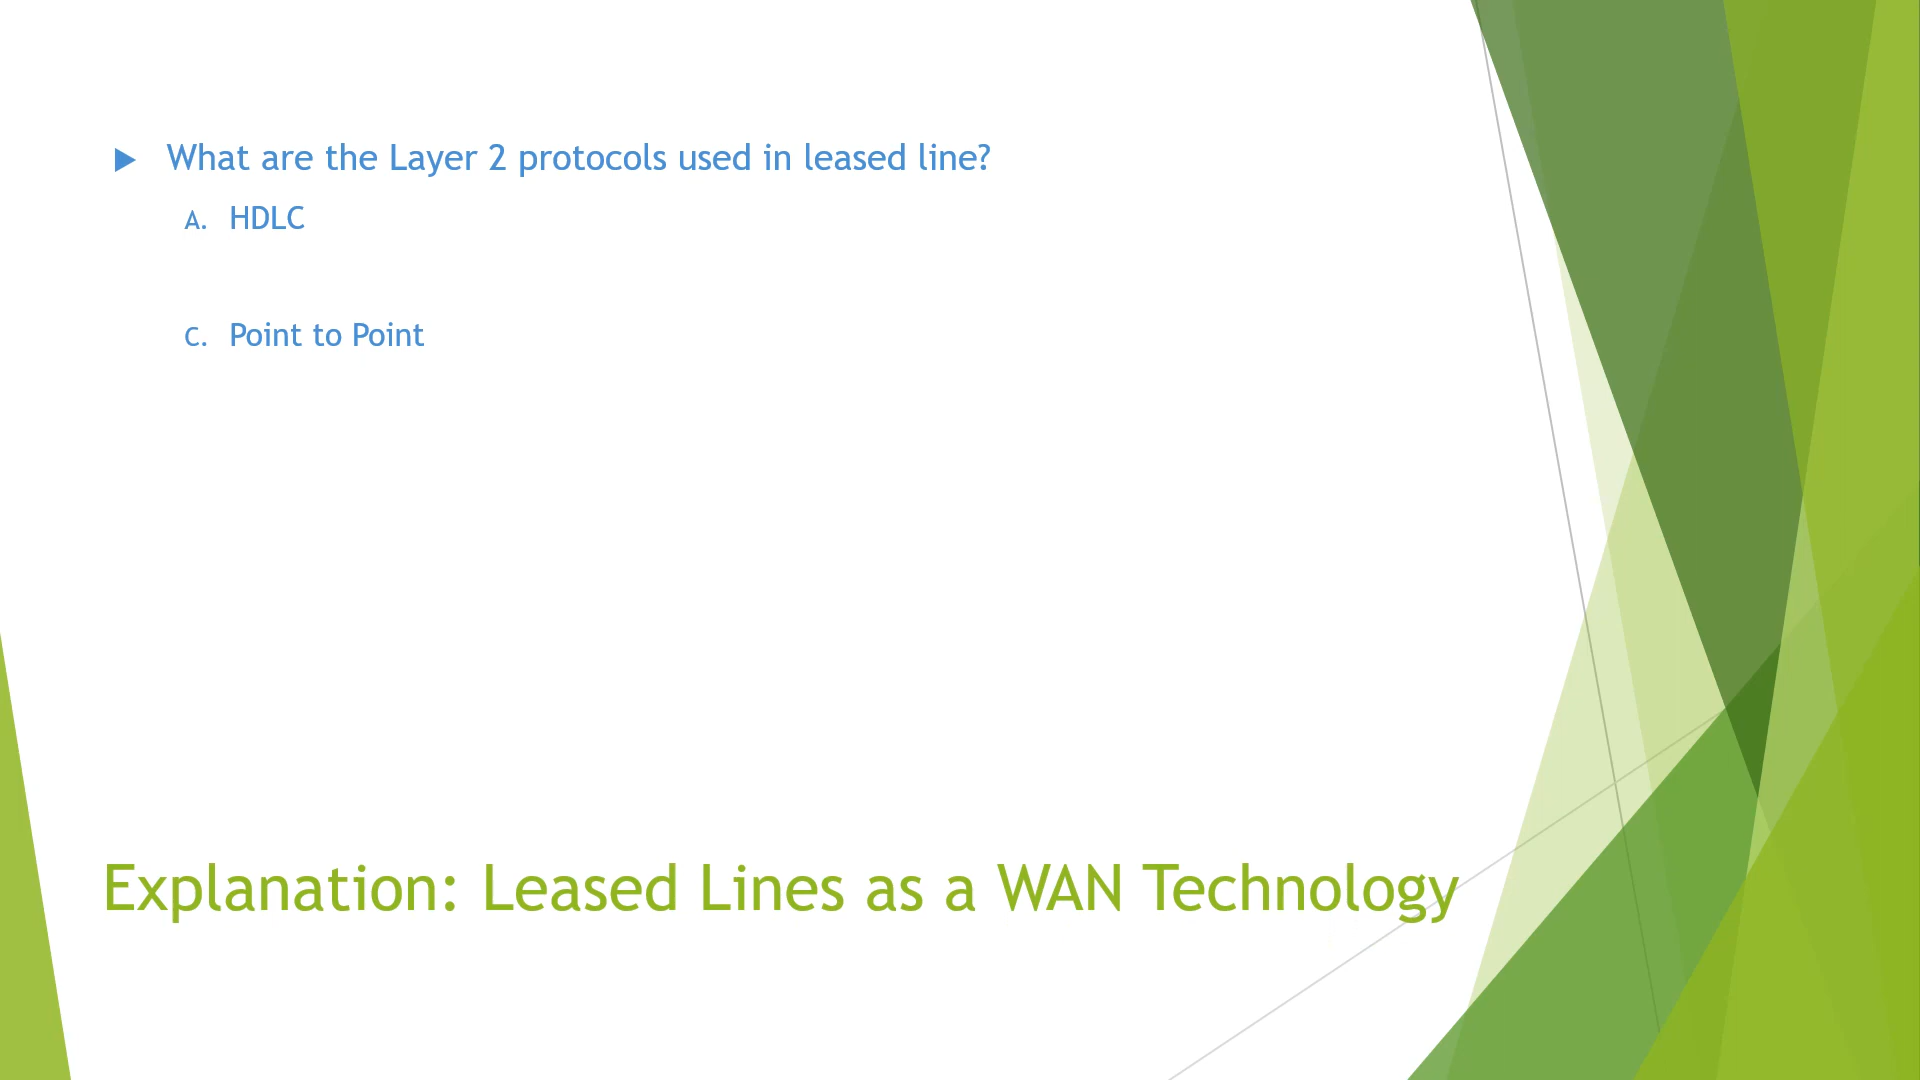 What are the Layer 2 protocols used in leased line?
A. HDLC
C. Point to Point
Explanation: Leased Lines as a WAN Technology